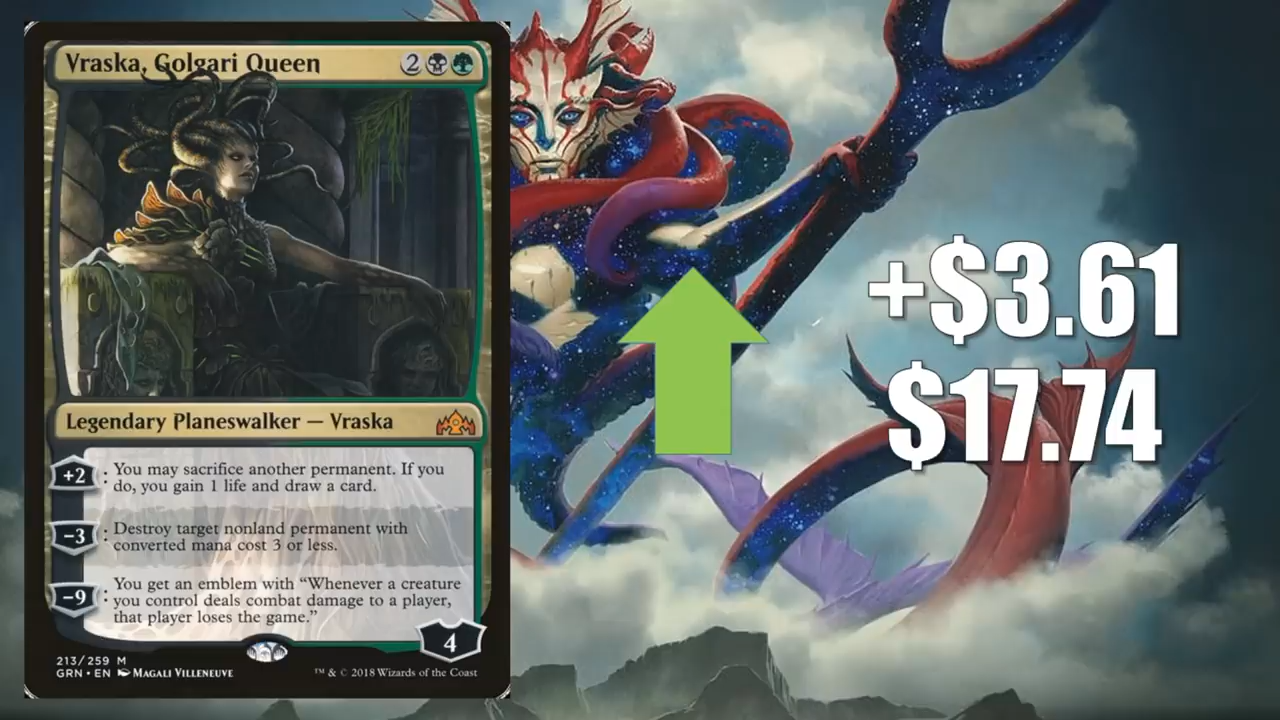 Vraska, Golgari Queen 2
Legendary Planeswalker — Vraska
+2 : You may sacrifice another permanent. If you
do, you gain 1 life and draw a card.
−3 : Destroy target nonland permanent with
converted mana cost 3 or less.
−9 : You get an emblem with “Whenever a creature
you control deals combat damage to a player,
that player loses the game.”
4
213/259 M
GRN • EN Magali Villeneuve
™ & © 2018 Wizards of the Coast
+$3.61
$17.74